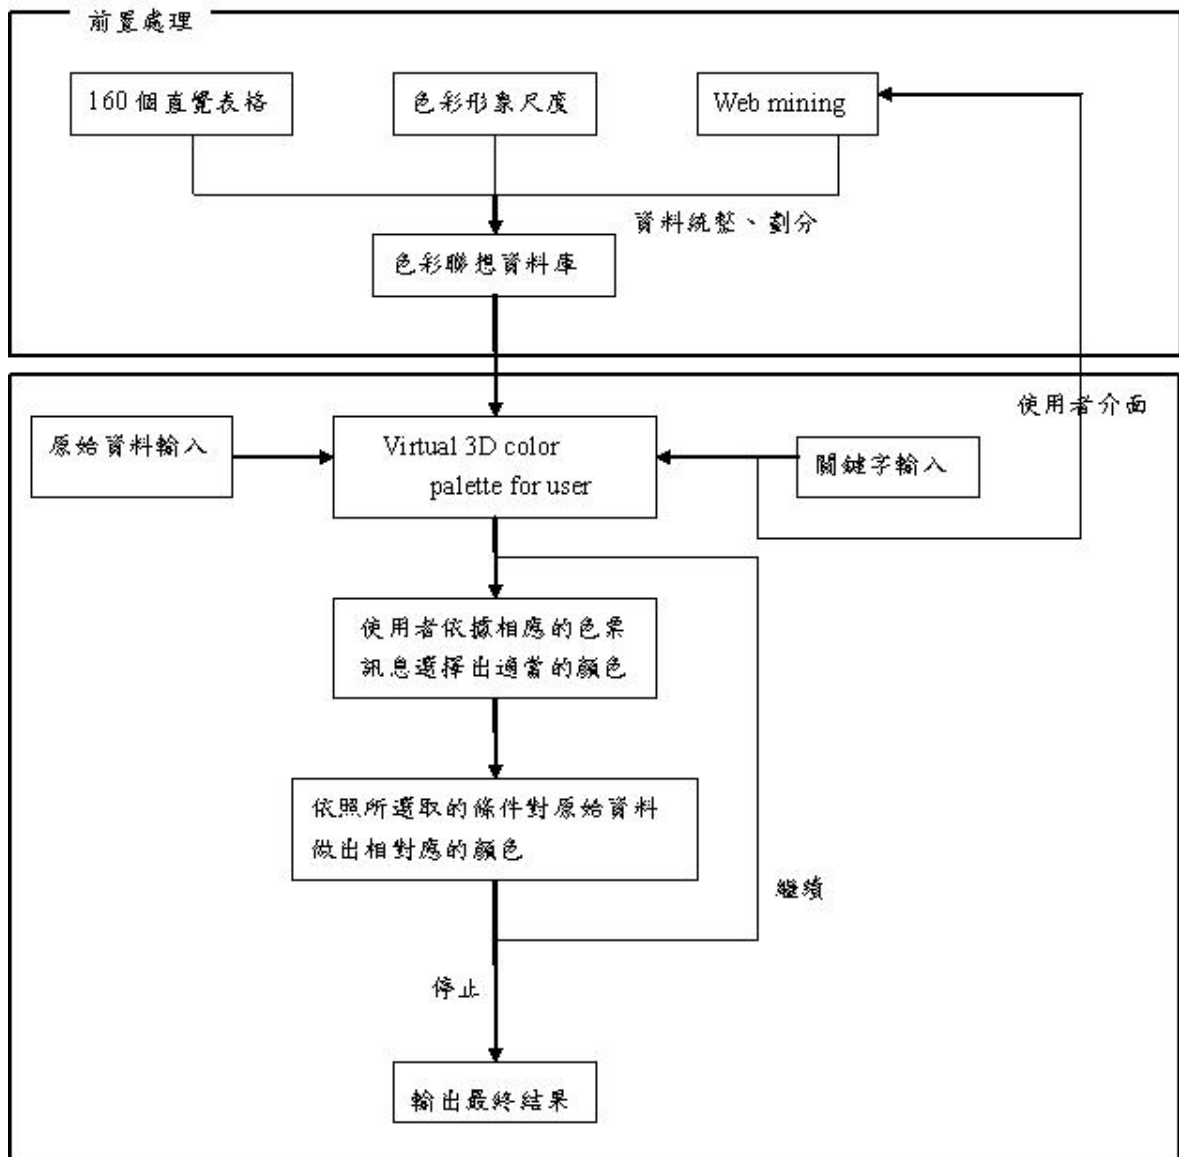 前置處理
160 個直覺表格
色彩形象尺度
Web mining
資料統整、劃分
色彩聯想資料庫
使用者介面
原始資料輸入
Virtual 3D color
palette for user
關鍵字輸入
使用者依據相應的色票
訊息選擇出適當的顏色
依照所選取的條件對原始資料
做出相對應的顏色
繼續
停止
輸出最終結果